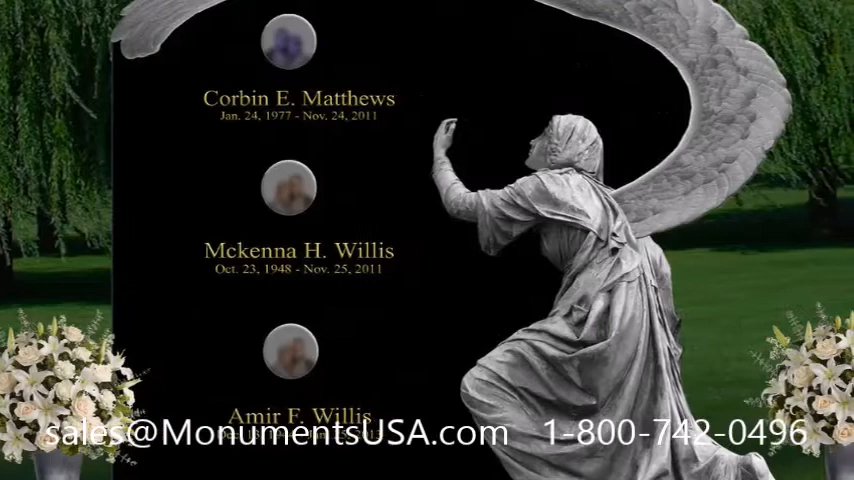 Corbin E. Matthews
Jan. 24, 1977 - Nov. 24, 2011
Mckenna H. Willis
Oct. 23, 1948 - Nov. 25, 2011
Amir F. Willis
sales@MonumentsUSA.com 1-800-742-0496